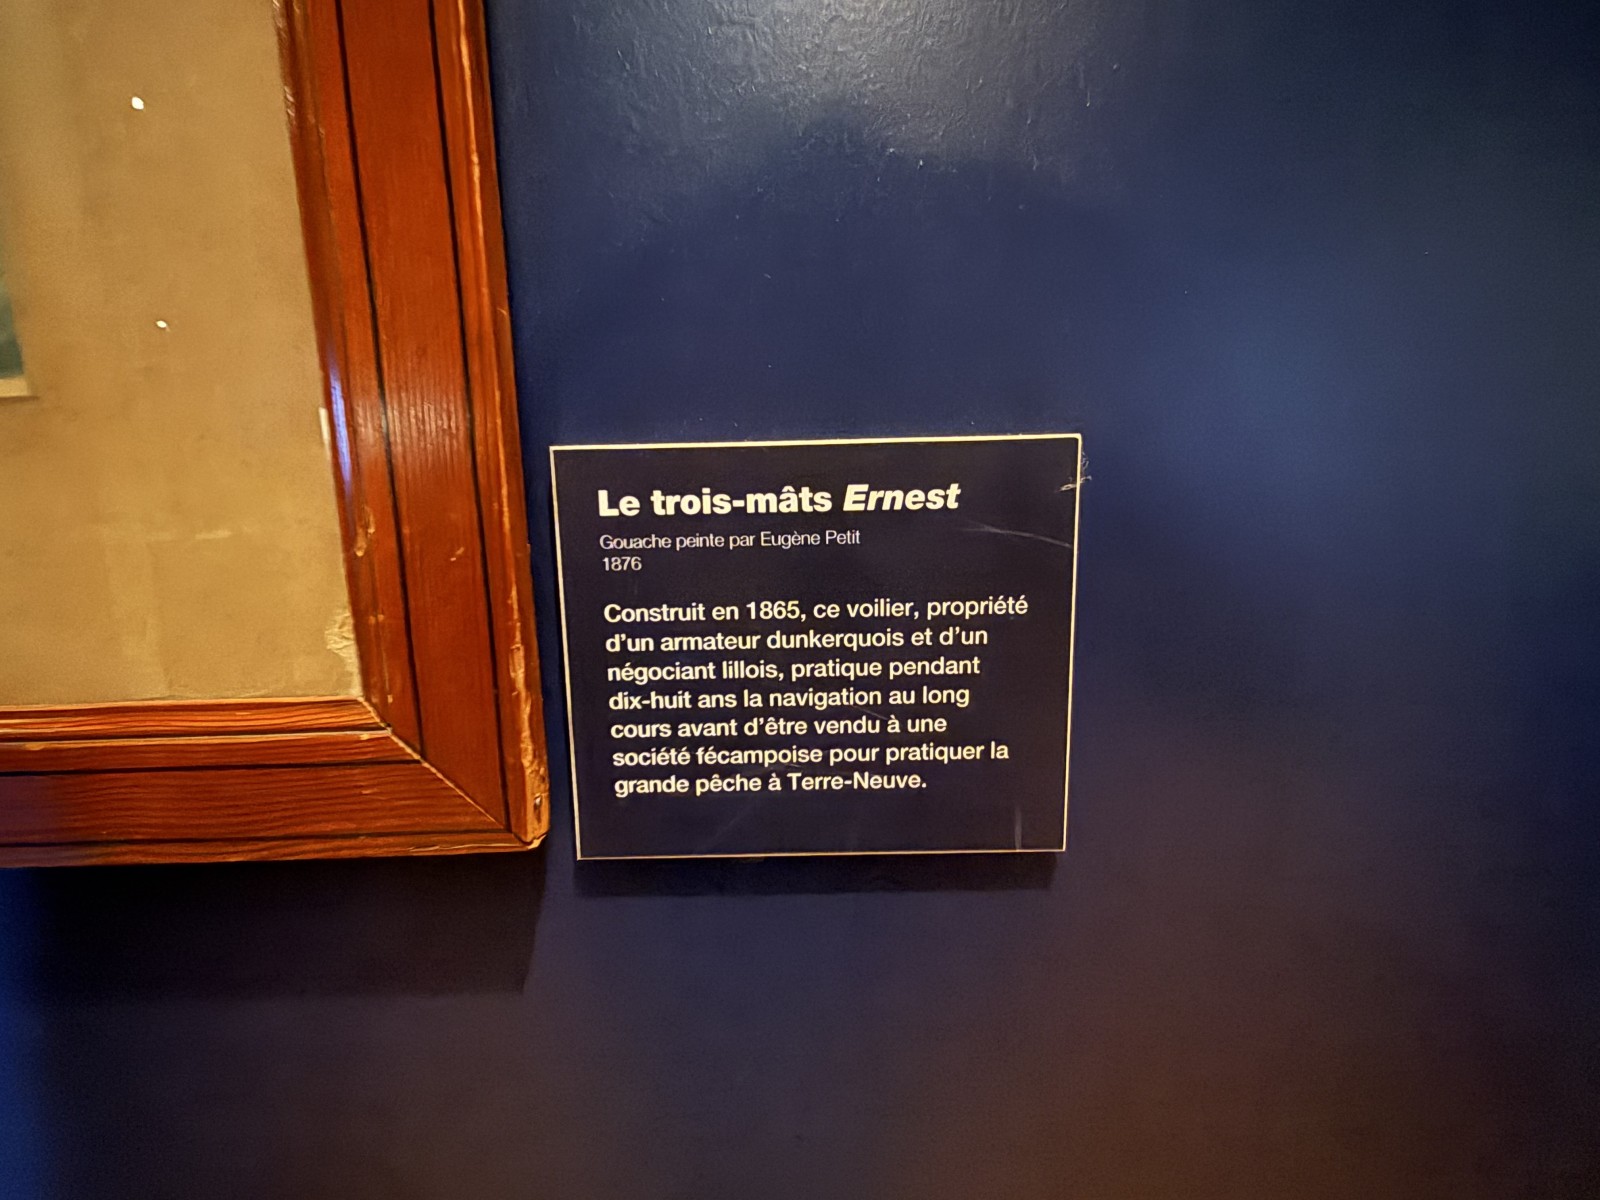 Le trois-mâts Ernest
Gouache peinte par Eugène Petit
1876
Construit en 1865, ce voilier, propriété
d'un armateur dunkerquois et d'un
négociant lillois, pratique pendant
dix-huit ans la navigation au long
cours avant d'être vendu à une
société fécampoise pour pratiquer la
grande pêche à Terre-Neuve.